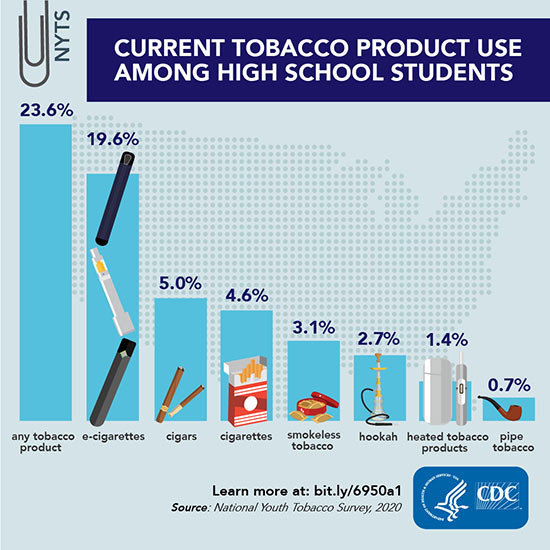 NYTS
CURRENT TOBACCO PRODUCT USE
AMONG HIGH SCHOOL STUDENTS
23.6%
19.6%
5.0%
4.6%
3.1%
2.7%
1.4%
0.7%
any tobacco
product
e-cigarettes
cigars
cigarettes
smokeless
tobacco
hookah
heated tobacco
products
pipe
tobacco
Learn more at: bit.ly/6950a1
Source: National Youth Tobacco Survey, 2020
CDC